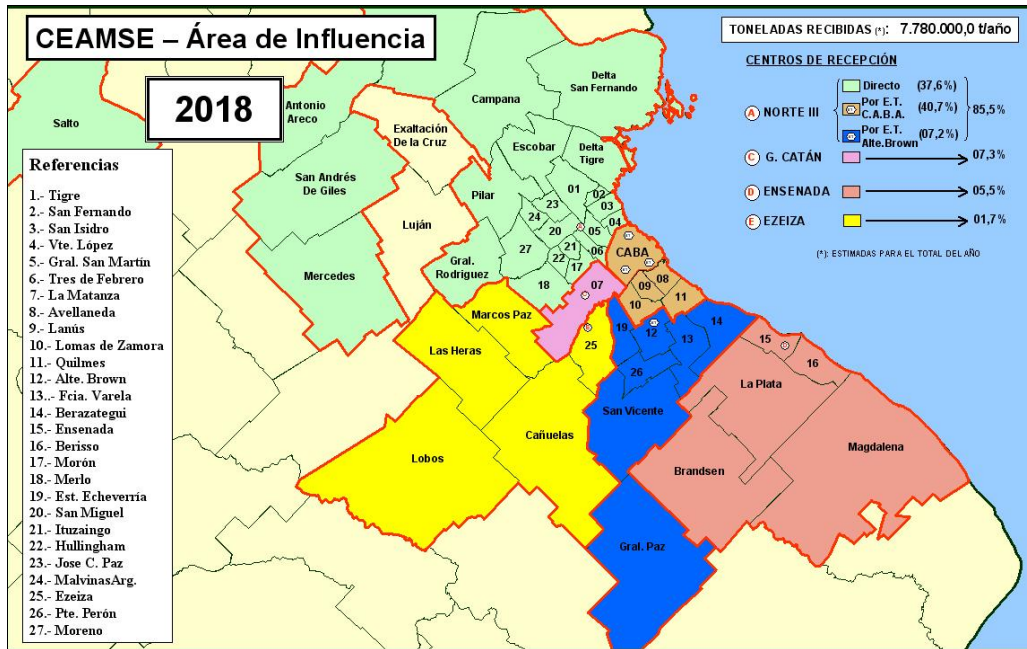 CEAMSE – Área de Influencia
2018
TONELADAS RECIBIDAS (*): 7.780.000,0 t/año
CENTROS DE RECEPCIÓN
A NORTE III
Directo (37,6%)
Por E.T. C.A.B.A. (40,7%)
Por E.T. Alte.Brown (07,2%)
85,5%
C G. CATÁN 07,3%
D ENSENADA 05,5%
E EZEIZA 01,7%
(*): ESTIMADAS PARA EL TOTAL DEL AÑO
Referencias
1.- Tigre
2.- San Fernando
3.- San Isidro
4.- Vte. López
5.- Gral. San Martín
6.- Tres de Febrero
7.- La Matanza
8.- Avellaneda
9.- Lanús
10.- Lomas de Zamora
11.- Quilmes
12.- Alte. Brown
13..- Fcia. Varela
14.- Berazategui
15.- Ensenada
16.- Berisso
17.- Morón
18.- Merlo
19.- Est. Echeverría
20.- San Miguel
21.- Ituzaingo
22.- Hullingham
23.- Jose C. Paz
24.- MalvinasArg.
25.- Ezeiza
26.- Pte. Perón
27.- Moreno
Salto
Antonio
Areco
Campana
Delta
San Fernando
Exaltación
De la Cruz
Escobar
Delta
Tigre
San Andrés
De Giles
Pilar
01
02
23
03
24
20
04
05
Luján
27
21
06
22
17
CABA
Mercedes
Gral.
Rodriguez
18
07
09
08
10
11
Marcos Paz
Las Heras
25
19
12
13
14
26
15
16
La Plata
San Vicente
Cañuelas
Lobos
Brandsen
Magdalena
Gral. Paz